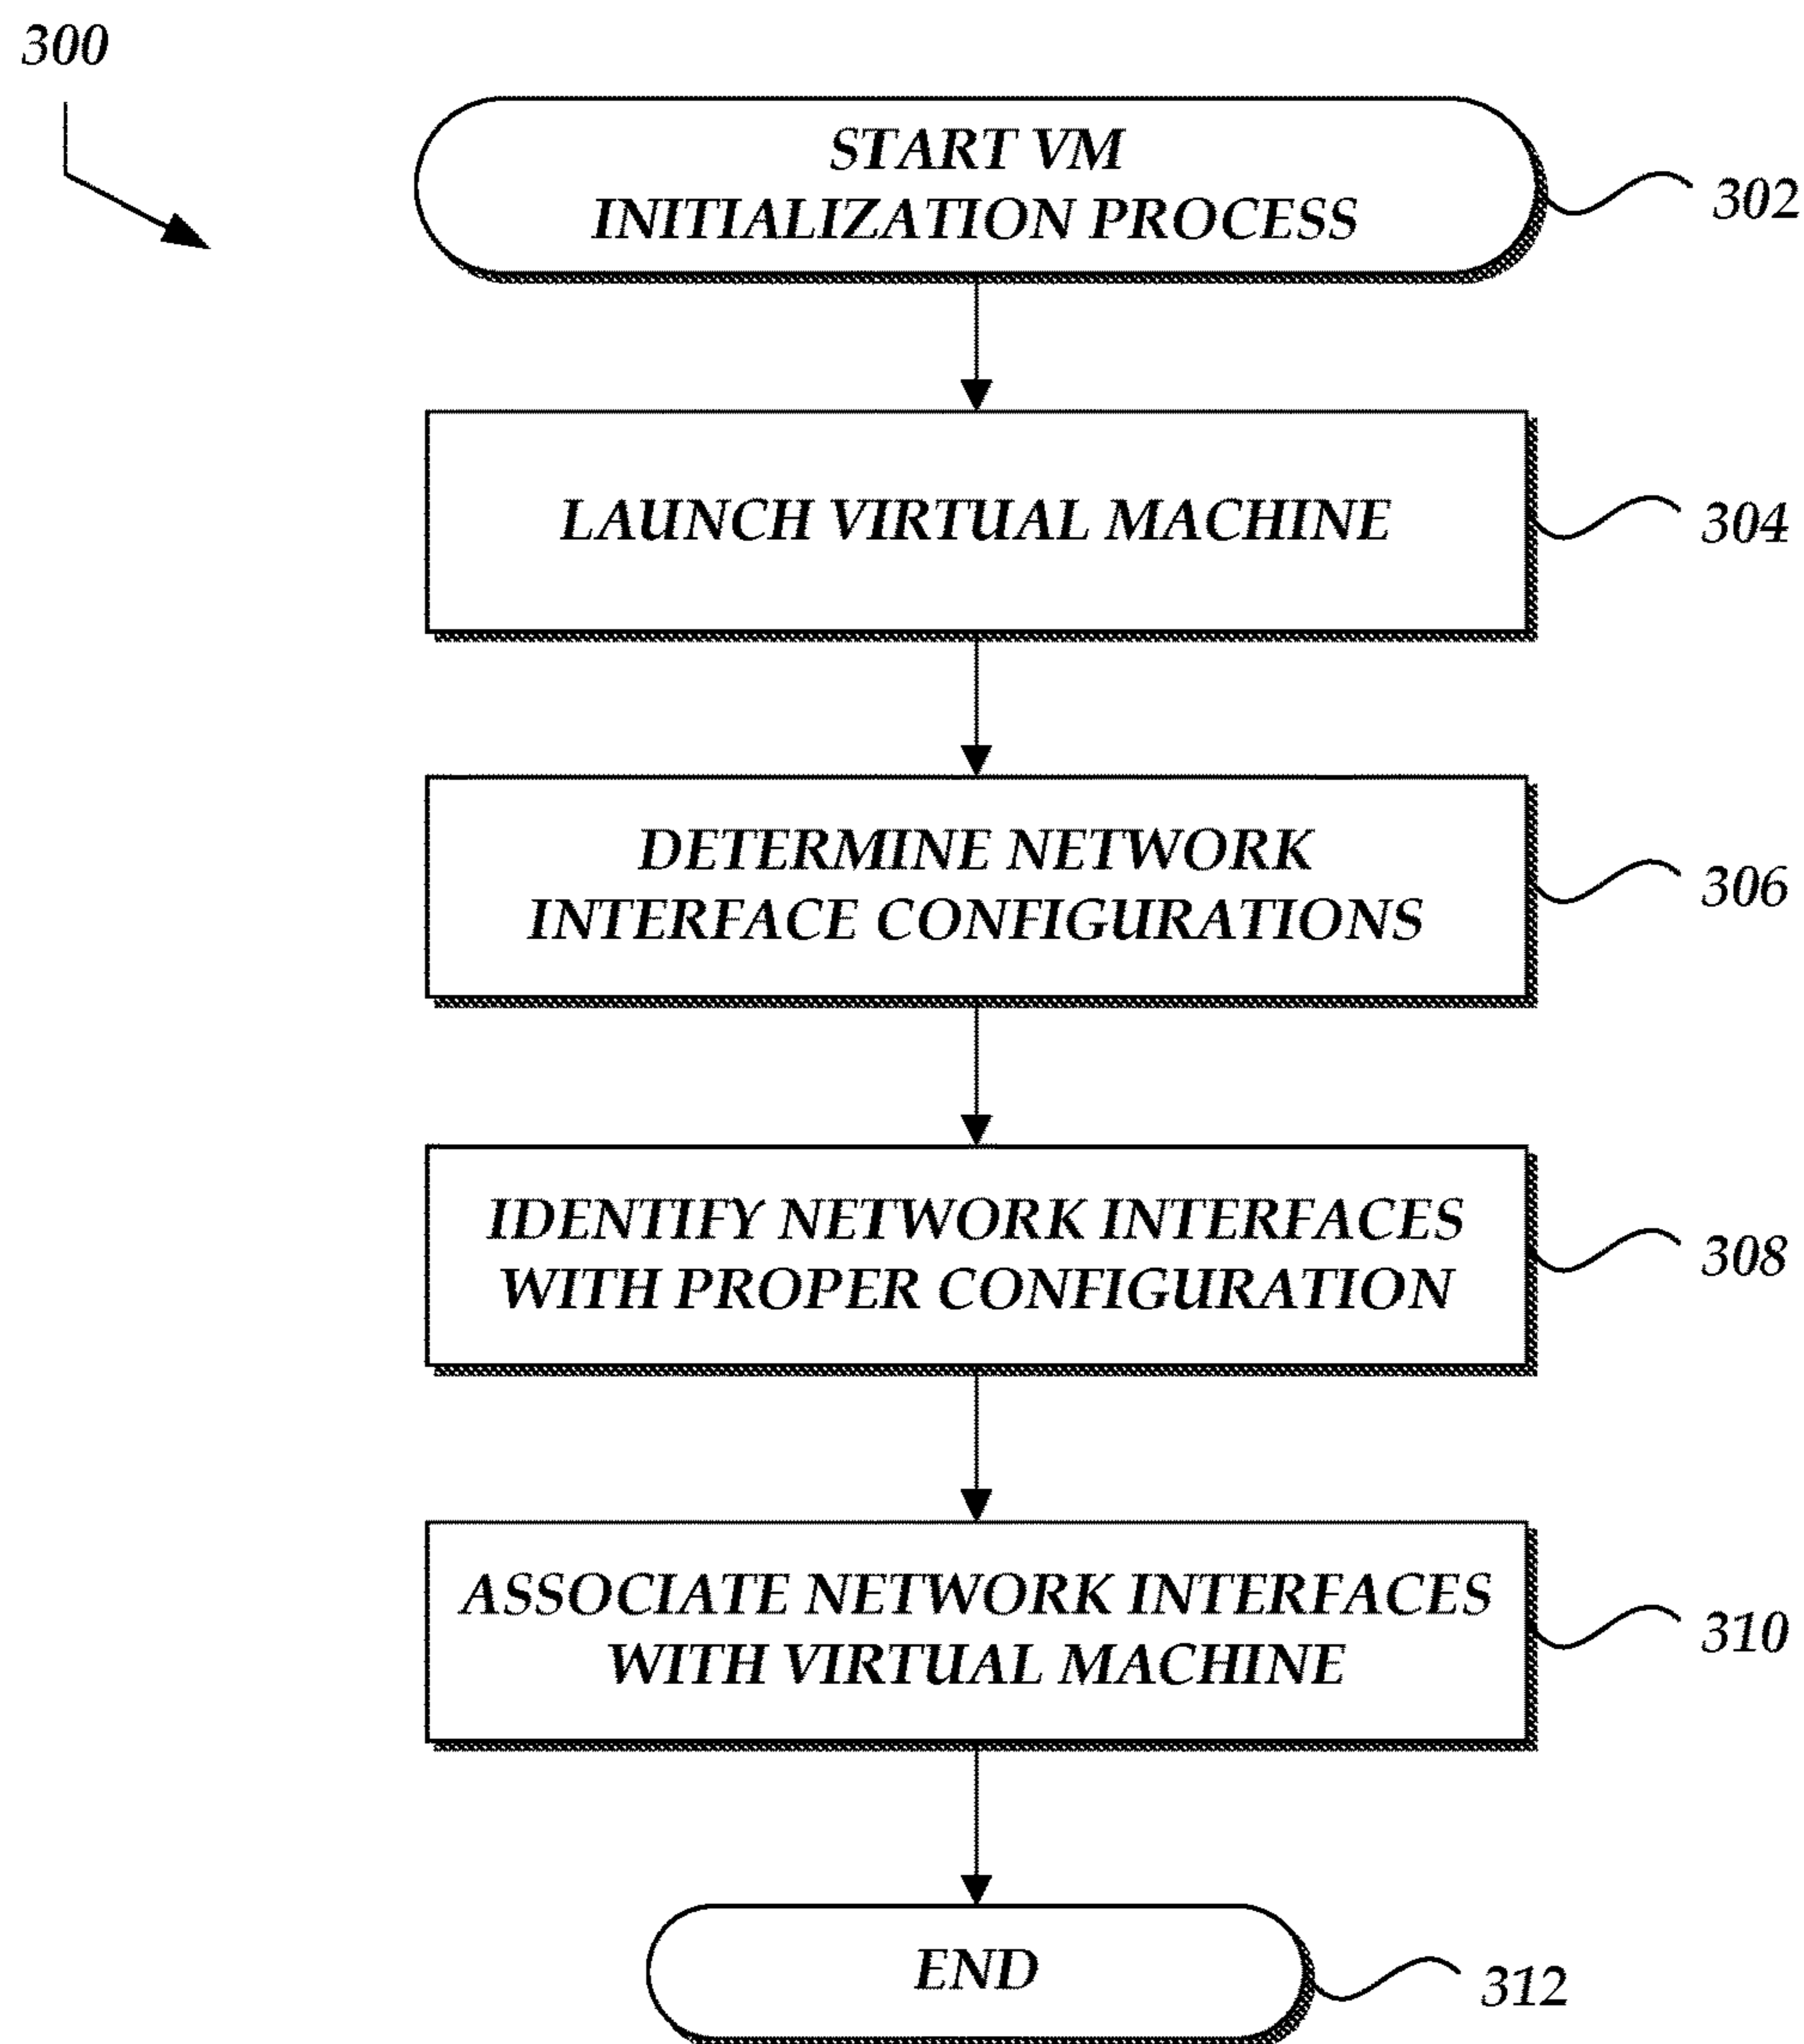 300
START VM
INITIALIZATION PROCESS
302
LAUNCH VIRTUAL MACHINE
304
DETERMINE NETWORK
INTERFACE CONFIGURATIONS
306
IDENTIFY NETWORK INTERFACES
WITH PROPER CONFIGURATION
308
ASSOCIATE NETWORK INTERFACES
WITH VIRTUAL MACHINE
310
END
312